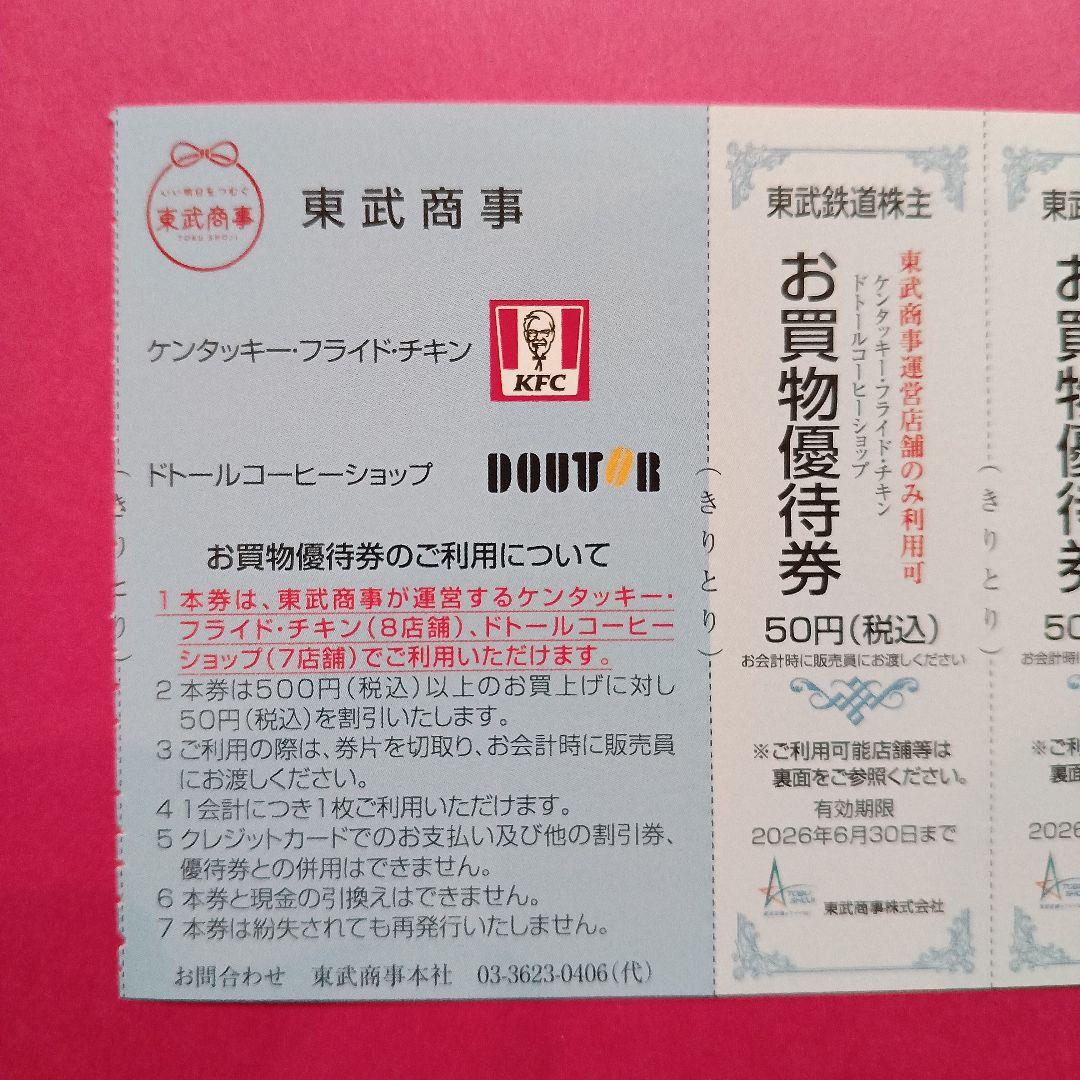 いい明日をつむぐ
東武商事
TOBU SHOJI
東武商事
ケンタッキー・フライド・チキン
KFC
ドトールコーヒーショップ
DOUTOR
お買物優待券のご利用について
1 本券は、東武商事が運営するケンタッキー・
フライド・チキン(8店舗)、ドトールコーヒー
ショップ(7店舗)でご利用いただけます。
2 本券は500円(税込)以上のお買上げに対し
50円(税込)を割引いたします。
3 ご利用の際は、券片を切取り、お会計時に販売員
にお渡しください。
4 1会計につき1枚ご利用いただけます。
5 クレジットカードでのお支払い及び他の割引券、
優待券との併用はできません。
6 本券と現金の引換えはできません。
7 本券は紛失されても再発行いたしません。
お問合わせ 東武商事本社 03-3623-0406(代)
(きりとり)
(きりとり)
東武鉄道株主
東武商事運営店舗のみ利用可
ケンタッキー・フライド・チキン
ドトールコーヒーショップ
お買物優待券
50円(税込)
お会計時に販売員にお渡しください
※ご利用可能店舗等は
裏面をご参照ください。
有効期限
2026年6月30日まで
TOBU
SHOJI
東武商事株式会社
(きりとり)
東武
お買物優待券
50
お会計時に
※ご利
裏面
2026